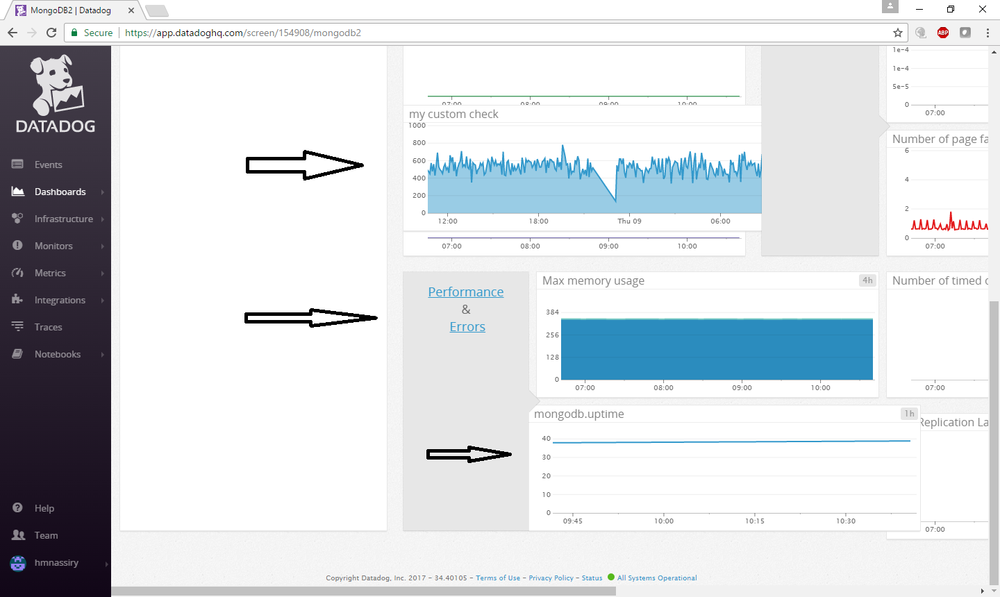 MongoDB2 | Datadog
Secure https://app.datadoghq.com/screen/154908/mongodb2
ABP
DATADOG
Events
Dashboards
Infrastructure
Monitors
Metrics
Integrations
Traces
Notebooks
Help
Team
hmnassiry
07:00 08:00 09:00 10:00
my custom check
1000
800
600
400
200
0
12:00 18:00 Thu 09 06:00
07:00 08:00 09:00 10:00
1e-4
1e-4
5e-5
0
07:00
Number of page fa
6
4
2
0
07:00
Performance
&
Errors
Max memory usage 4h
384
256
128
0
07:00 08:00 09:00 10:00
Number of timed
07:00
mongodb.uptime 1h
40
30
20
10
0
09:45 10:00 10:15 10:30
Replication La
07:00
Copyright Datadog, Inc. 2017 - 34.40105 - Terms of Use - Privacy Policy - Status All Systems Operational